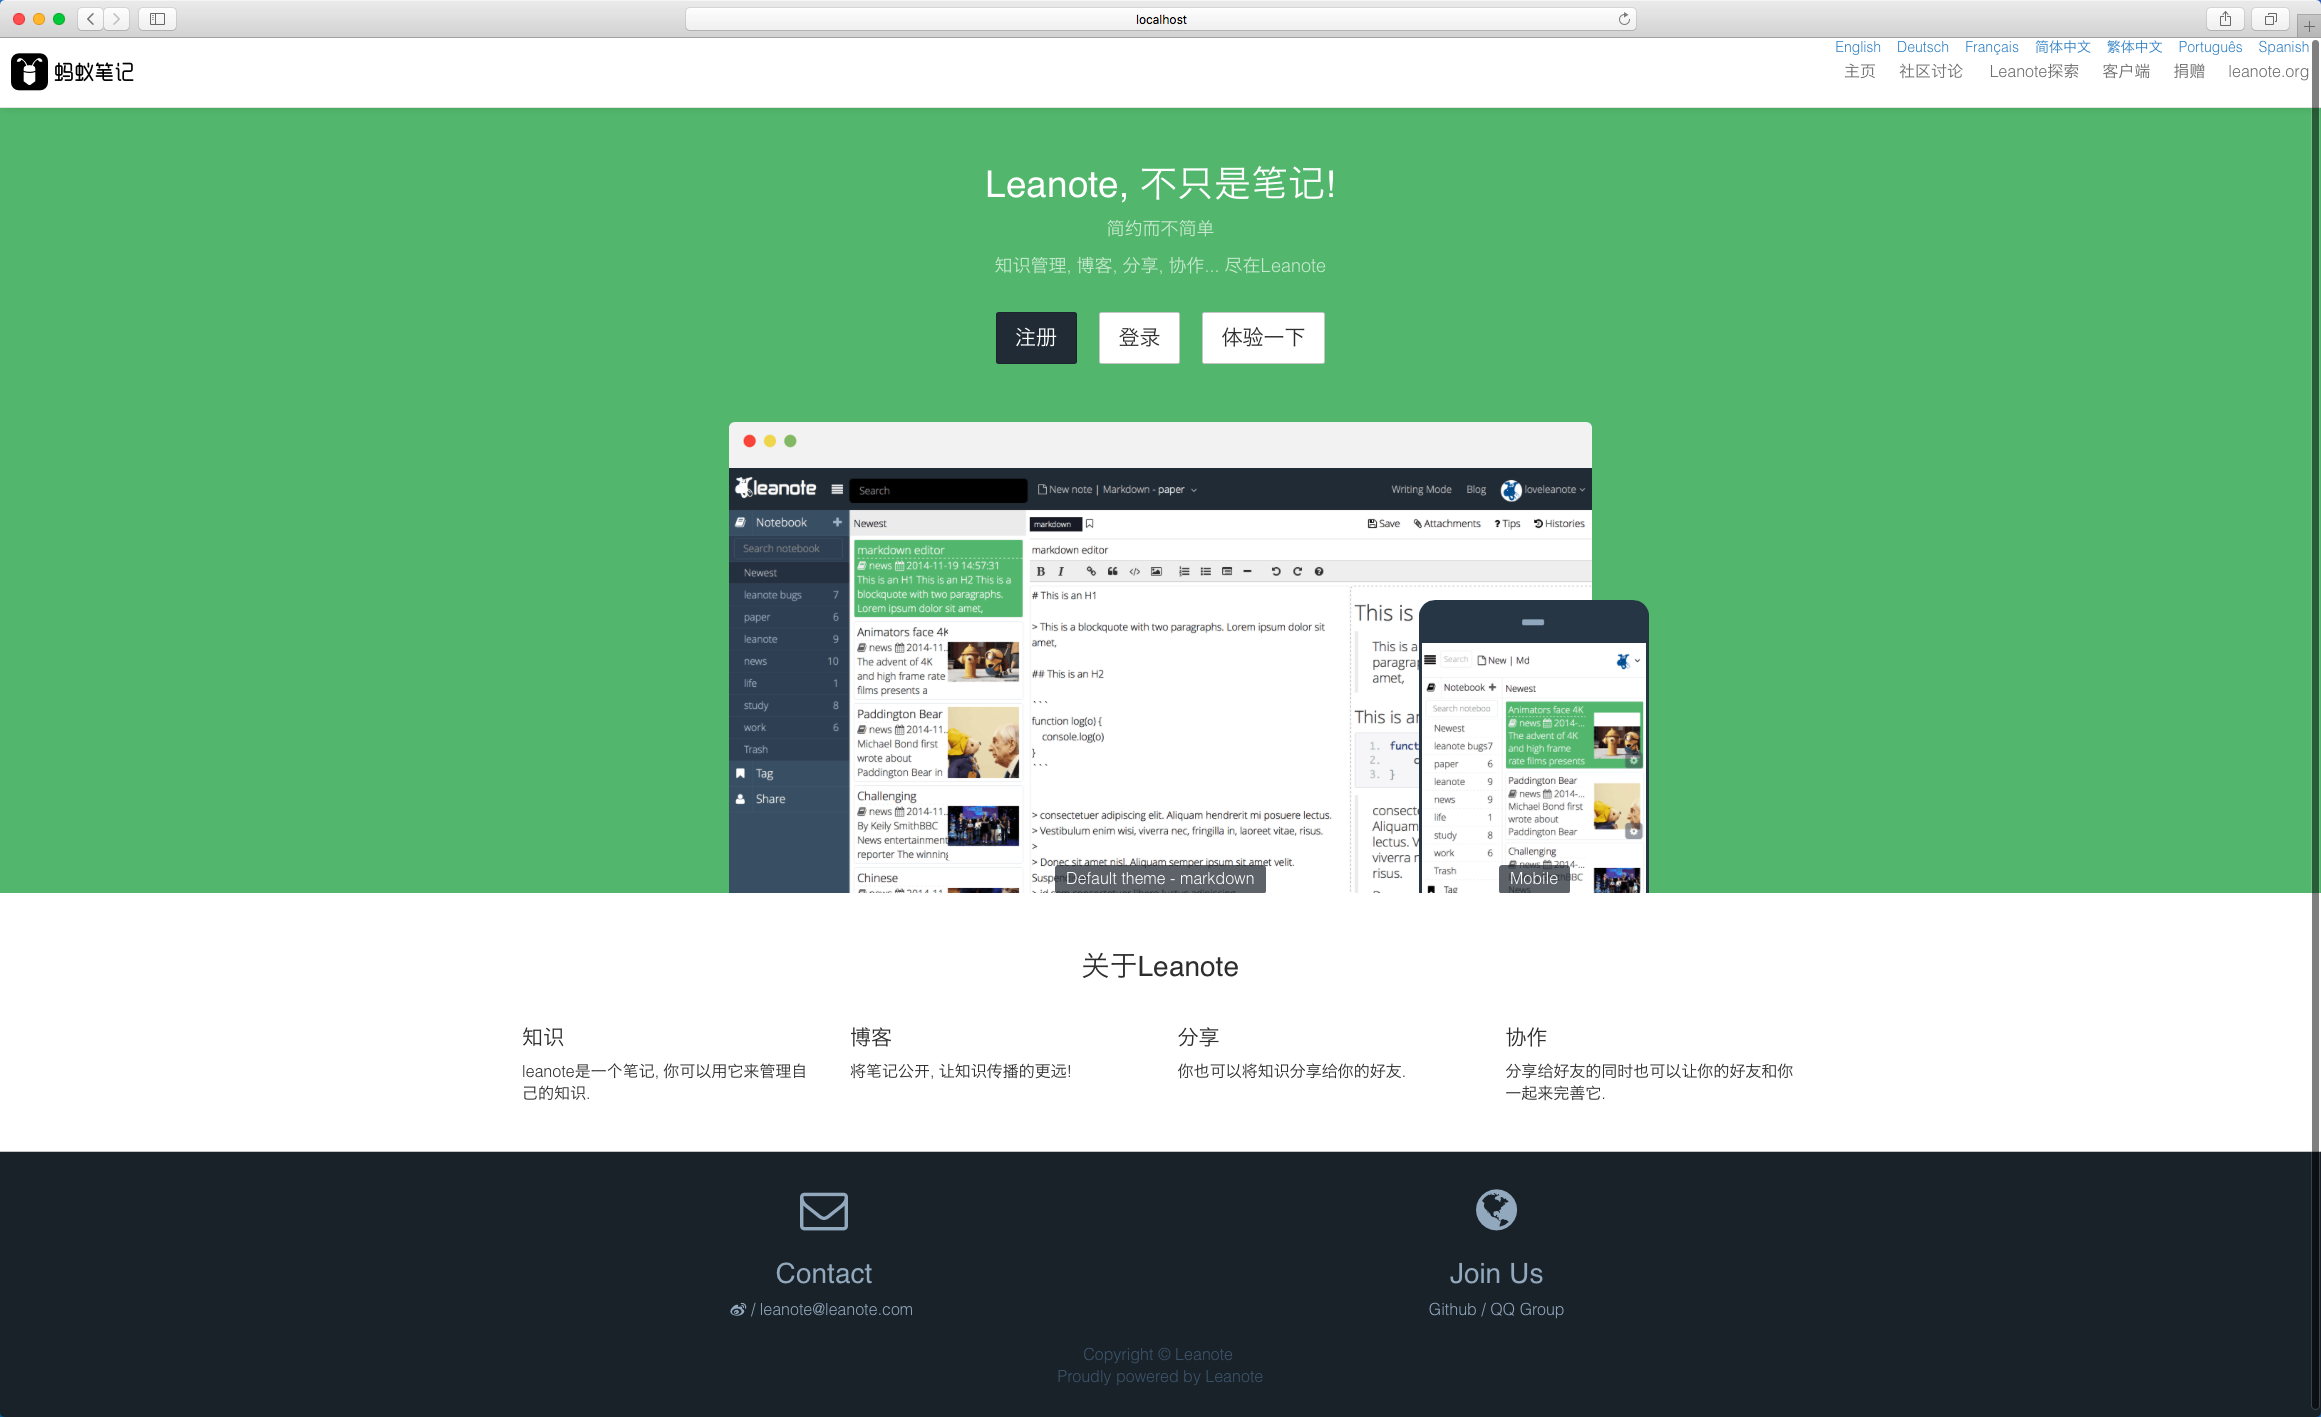 localhost
蚂蚁笔记
English Deutsch Français 简体中文 繁体中文 Português Spanish
主页 社区讨论 Leanote探索 客户端 捐赠 leanote.org
Leanote, 不只是笔记!
简约而不简单
知识管理, 博客, 分享, 协作... 尽在Leanote
注册 登录 体验一下
leanote Search New note | Markdown - paper Writing Mode Blog loveleanote
Notebook + Newest markdown Save Attachments Tips Histories
Search notebook
Newest
leanote bugs 7
paper 6
leanote 9
news 10
life 1
study 8
work 6
Trash
Tag
Share
markdown editor
news 2014-11-19 14:57:31
This is an H1 This is an H2 This is a
blockquote with two paragraphs.
Lorem ipsum dolor sit amet,
Animators face 4K
news 2014-11...
The advent of 4K
and high frame rate
films presents a
Paddington Bear
news 2014-11...
Michael Bond first
wrote about
Paddington Bear in
Challenging
news 2014-11...
By Keily SmithBBC
News entertainment
reporter The winning
Chinese
markdown editor
B I
# This is an H1
> This is a blockquote with two paragraphs. Lorem ipsum dolor sit
amet,
## This is an H2
```
function log(o) {
console.log(o)
}
```
> consectetuer adipiscing elit. Aliquam hendrerit mi posuere lectus.
> Vestibulum enim wisi, viverra nec, fringilla in, laoreet vitae, risus.
>
> Donec sit amet nisl. Aliquam semper ipsum sit amet velit.
Default theme - markdown
This is
This is a
paragrap
amet,
This is an
1. funct
2. c
3. }
consecte
Aliquam
lectus. V
viverra n
risus.
Search New | Md
Notebook + Newest
Search noteboo
Newest
leanote bugs7
paper 6
leanote 9
news 9
life 1
study 8
work 6
Trash
Tag
Animators face 4K
news 2014-...
The advent of 4K
and high frame
rate films presents
Paddington Bear
news 2014-...
Michael Bond first
wrote about
Paddington Bear
Challenging
Mobile
关于Leanote
知识
leanote是一个笔记, 你可以用它来管理自
己的知识.
博客
将笔记公开, 让知识传播的更远!
分享
你也可以将知识分享给你的好友.
协作
分享给好友的同时也可以让你的好友和你
一起来完善它.
Contact
/ leanote@leanote.com
Join Us
Github / QQ Group
Copyright © Leanote
Proudly powered by Leanote